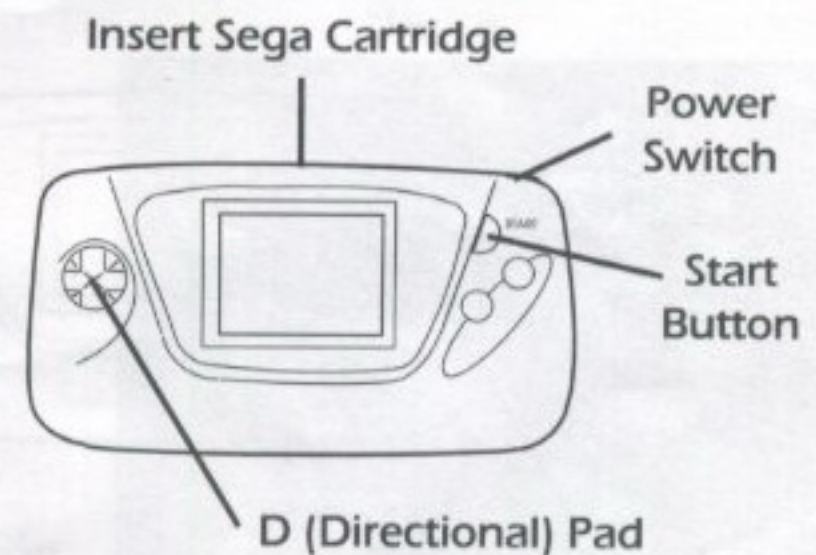 Insert Sega Cartridge
Power
Switch
START
Start
Button
D (Directional) Pad